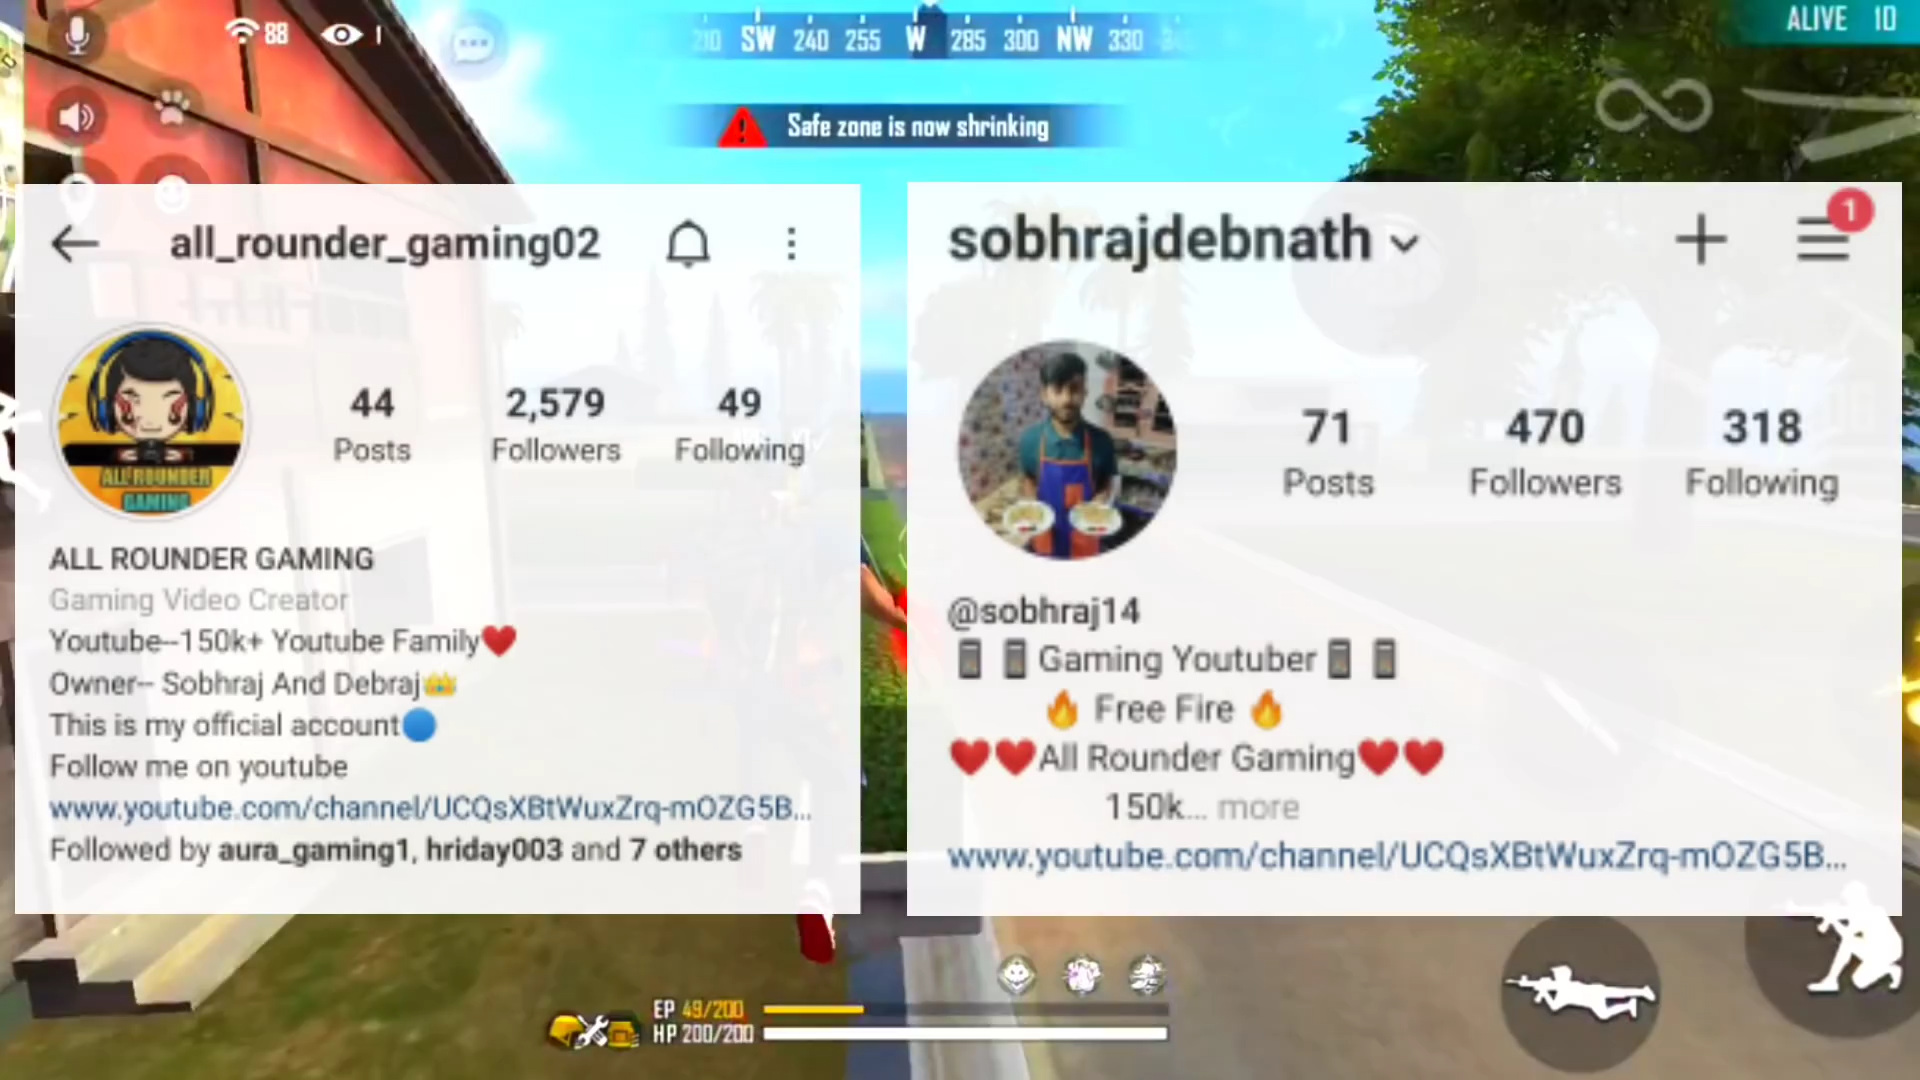 88
1
210 SW 240 255 W 285 300 NW 330 345
ALIVE 10
Safe zone is now shrinking
all_rounder_gaming02
ALL ROUNDER
GAMING
44
Posts
2,579
Followers
49
Following
ALL ROUNDER GAMING
Gaming Video Creator
Youtube--150k+ Youtube Family❤️
Owner-- Sobhraj And Debraj👑
This is my official account🔵
Follow me on youtube
www.youtube.com/channel/UCQsXBtWuxZrq-mOZG5B...
Followed by aura_gaming1, hriday003 and 7 others
sobhrajdebnath
1
71
Posts
470
Followers
318
Following
@sobhraj14
🖥️🖥️Gaming Youtuber🖥️🖥️
🔥 Free Fire 🔥
❤️❤️All Rounder Gaming❤️❤️
150k... more
www.youtube.com/channel/UCQsXBtWuxZrq-mOZG5B...
EP 49/200
HP 200/200